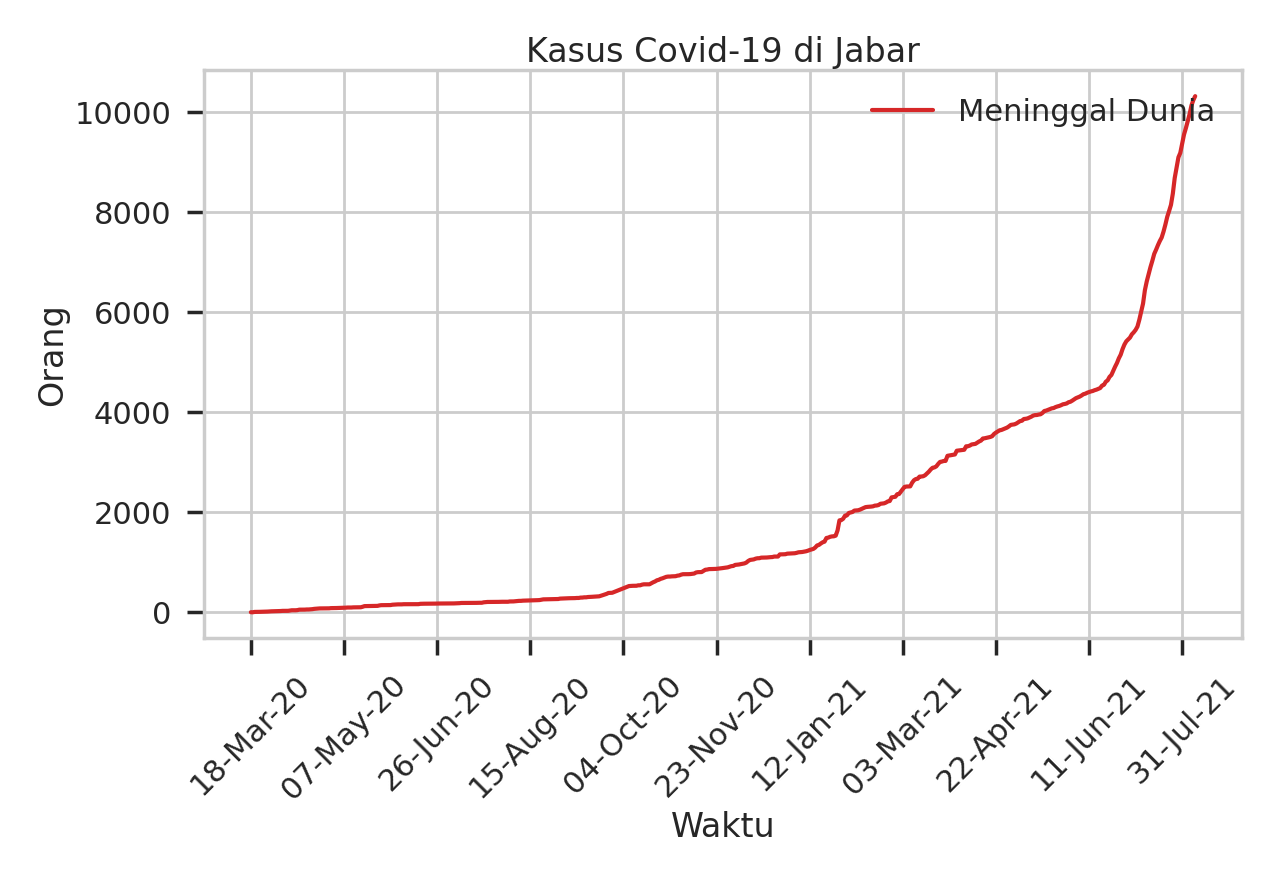 Kasus Covid-19 di Jabar
Meninggal Dunia
Orang
10000
8000
6000
4000
2000
0
18-Mar-20
07-May-20
26-Jun-20
15-Aug-20
04-Oct-20
23-Nov-20
12-Jan-21
03-Mar-21
22-Apr-21
11-Jun-21
31-Jul-21
Waktu